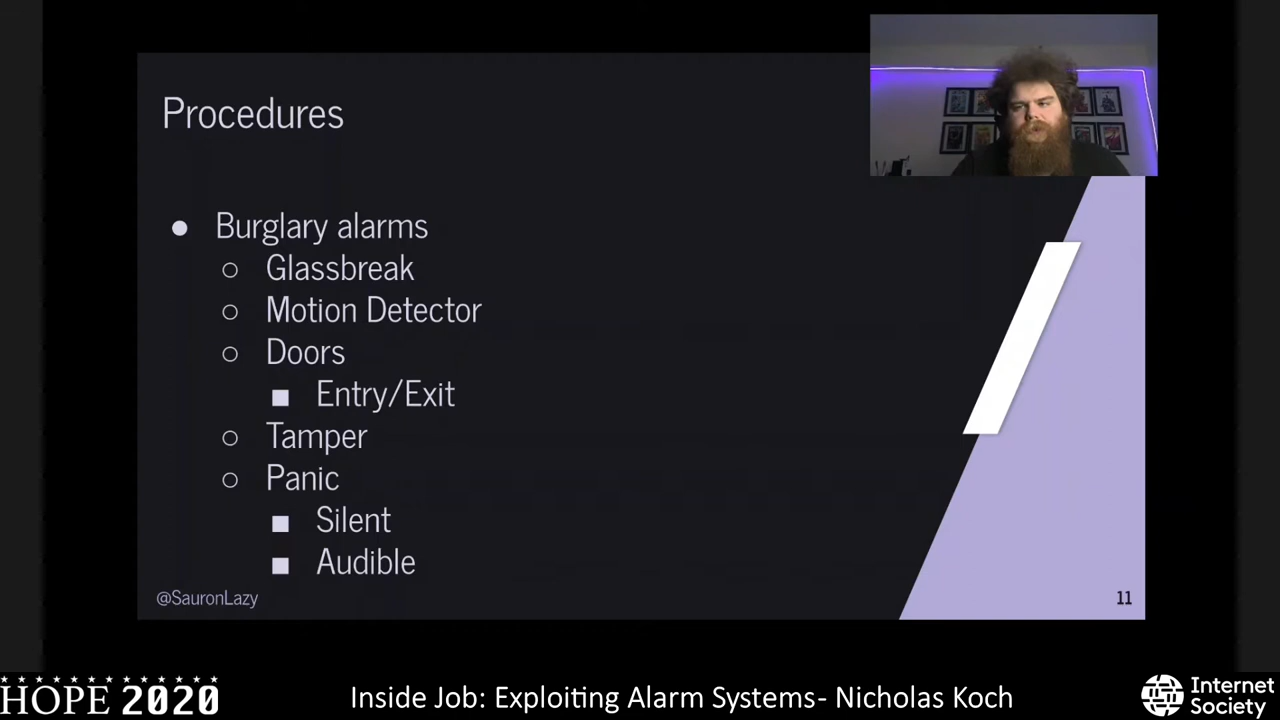 Procedures
● Burglary alarms
○ Glassbreak
○ Motion Detector
○ Doors
■ Entry/Exit
○ Tamper
○ Panic
■ Silent
■ Audible
@SauronLazy
11
HOPE 2020
Inside Job: Exploiting Alarm Systems- Nicholas Koch
Internet
Society